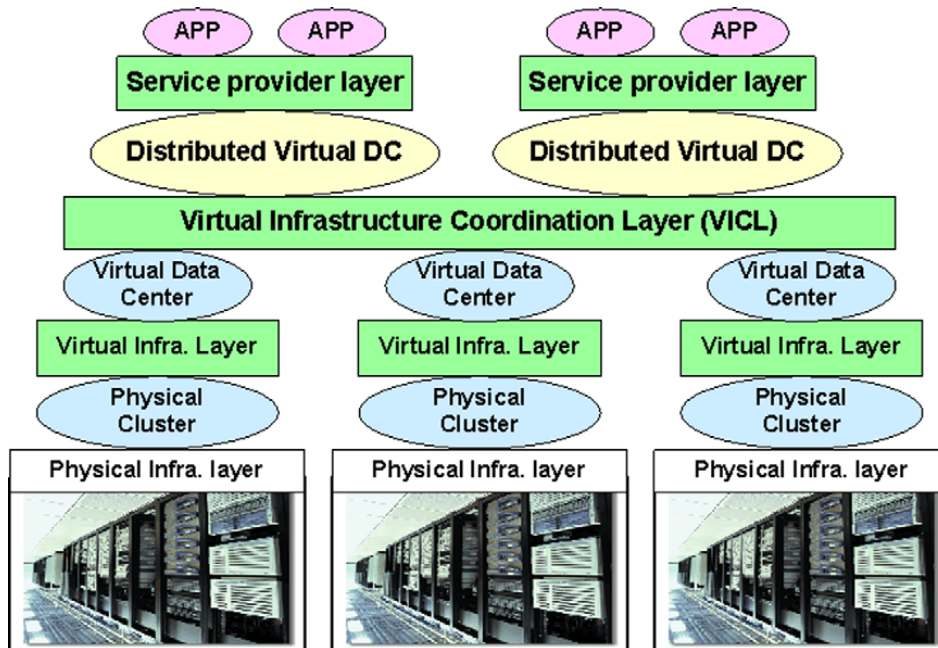 APP APP APP APP
Service provider layer Service provider layer
Distributed Virtual DC Distributed Virtual DC
Virtual Infrastructure Coordination Layer (VICL)
Virtual Data Virtual Data Virtual Data
Center Center Center
Virtual Infra. Layer Virtual Infra. Layer Virtual Infra. Layer
Physical Physical Physical
Cluster Cluster Cluster
Physical Infra. layer Physical Infra. layer Physical Infra. layer